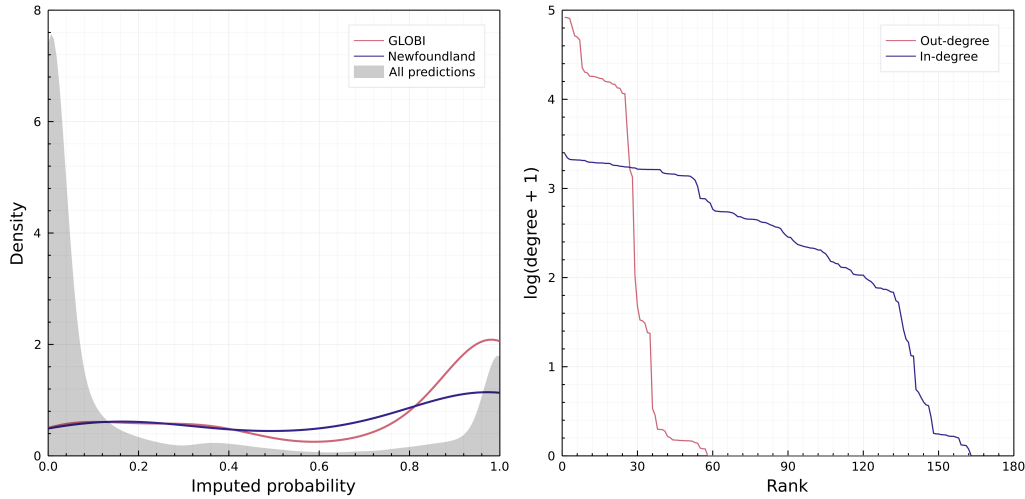 8
6
4
2
0
0.0 0.2 0.4 0.6 0.8 1.0
Density
Imputed probability
GLOBI
Newfoundland
All predictions
5
4
3
2
1
0
0 30 60 90 120 150 180
log(degree + 1)
Rank
Out-degree
In-degree